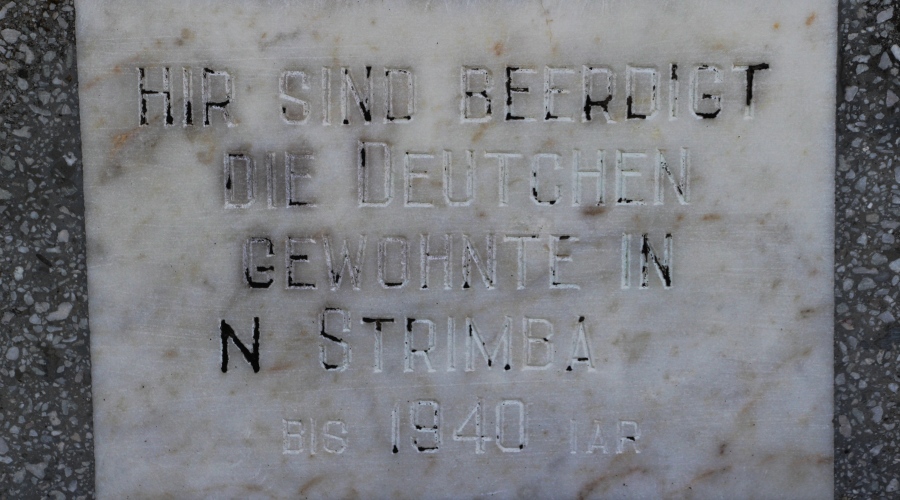 HIR SIND BEERDIGT
DIE DEUTCHEN
GEWOHNTE IN
N STRIMBA
BIS 1940 IAR